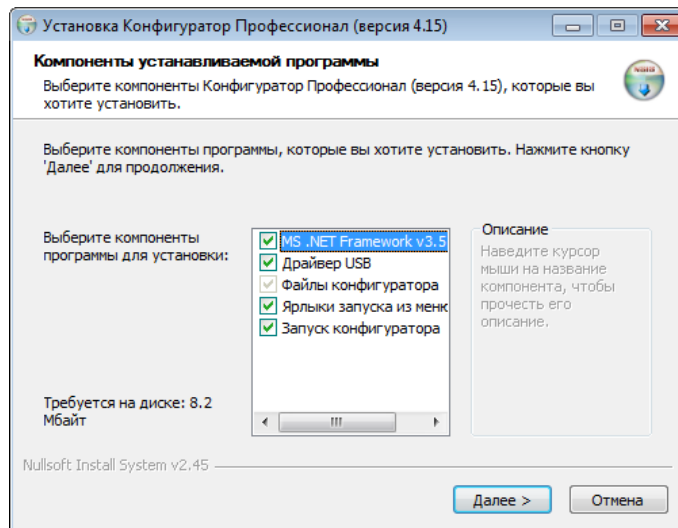 Установка Конфигуратор Профессионал (версия 4.15)
Компоненты устанавливаемой программы
Выберите компоненты Конфигуратор Профессионал (версия 4.15), которые вы
хотите установить.
Выберите компоненты программы, которые вы хотите установить. Нажмите кнопку
'Далее' для продолжения.
Выберите компоненты
программы для установки:
MS .NET Framework v3.5
Драйвер USB
Файлы конфигуратора
Ярлыки запуска из меню
Запуск конфигуратора
Описание
Наведите курсор
мыши на название
компонента, чтобы
прочесть его
описание.
Требуется на диске: 8.2
Мбайт
Nullsoft Install System v2.45
Далее >
Отмена